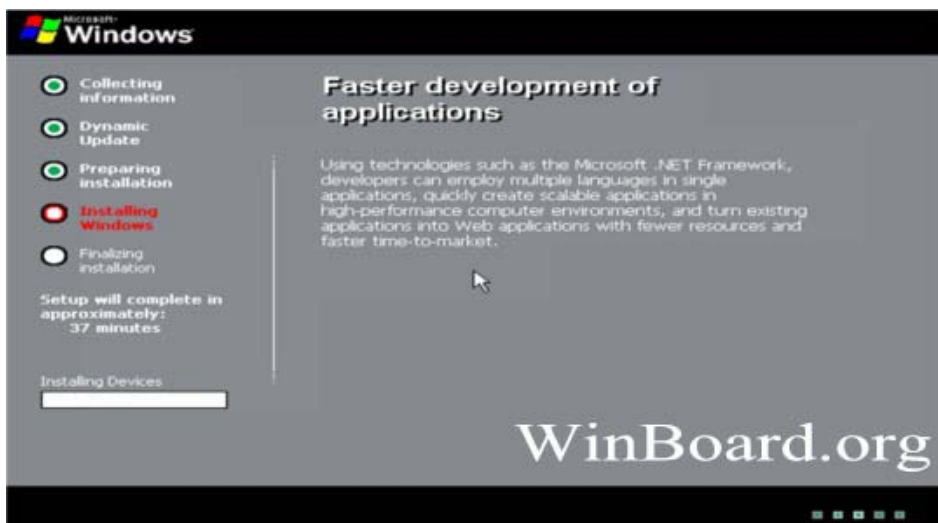 Microsoft
Windows
Collecting
information
Dynamic
Update
Preparing
installation
Installing
Windows
Finalizing
installation
Setup will complete in
approximately:
37 minutes
Installing Devices
Faster development of
applications
Using technologies such as the Microsoft .NET Framework,
developers can employ multiple languages in single
applications, quickly create scalable applications in
high-performance computer environments, and turn existing
applications into Web applications with fewer resources and
faster time-to-market.
WinBoard.org